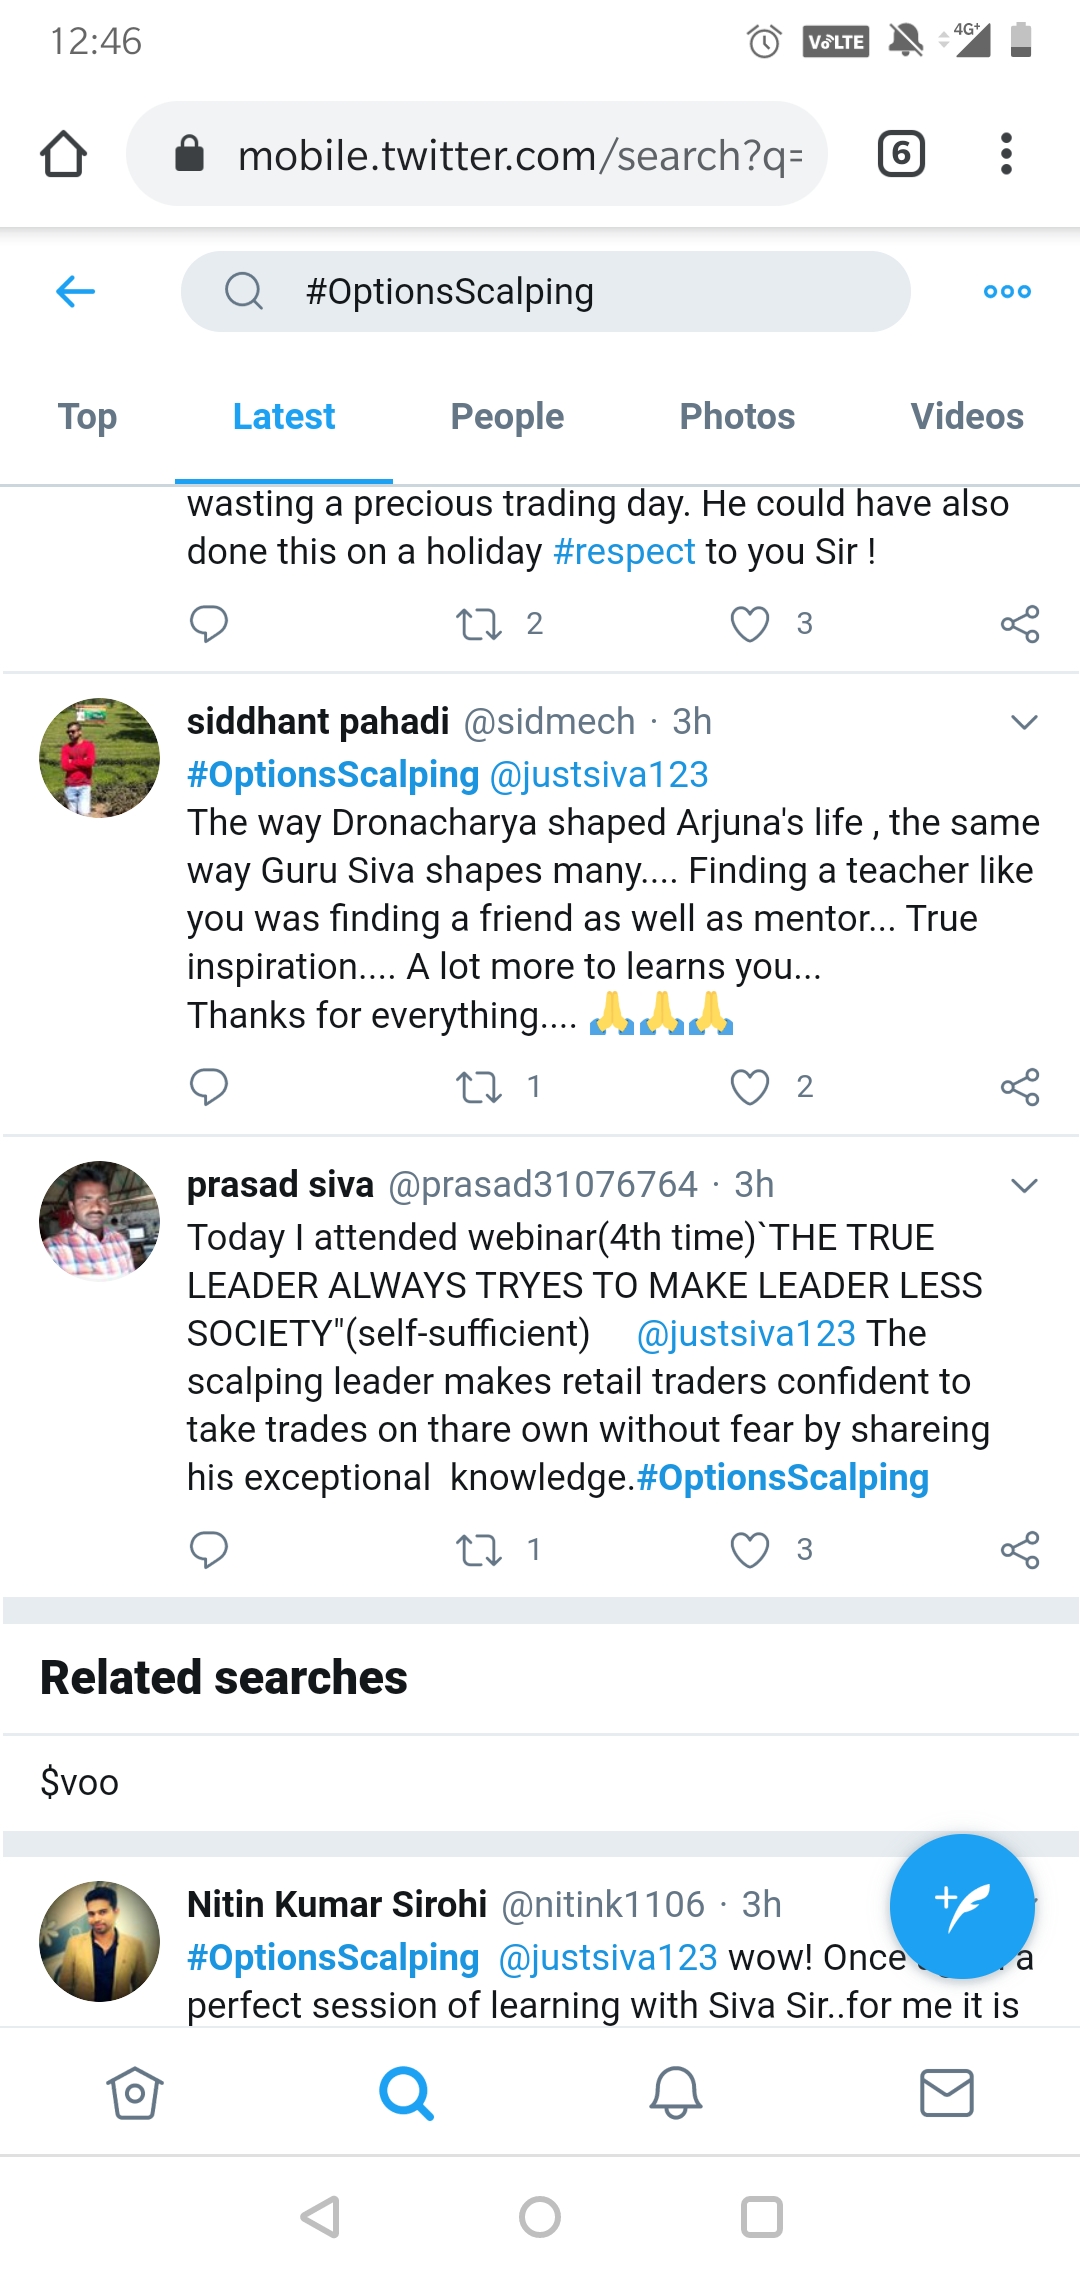 12:46
VoLTE
4G+
mobile.twitter.com/search?q=
6
#OptionsScalping
Top
Latest
People
Photos
Videos
wasting a precious trading day. He could have also
done this on a holiday #respect to you Sir !
2
3
siddhant pahadi @sidmech · 3h
#OptionsScalping @justsiva123
The way Dronacharya shaped Arjuna's life , the same
way Guru Siva shapes many.... Finding a teacher like
you was finding a friend as well as mentor... True
inspiration.... A lot more to learns you...
Thanks for everything.... 🙏🙏🙏
1
2
prasad siva @prasad31076764 · 3h
Today I attended webinar(4th time)`THE TRUE
LEADER ALWAYS TRYES TO MAKE LEADER LESS
SOCIETY"(self-sufficient) @justsiva123 The
scalping leader makes retail traders confident to
take trades on thare own without fear by shareing
his exceptional knowledge.#OptionsScalping
1
3
Related searches
$voo
Nitin Kumar Sirohi @nitink1106 · 3h
#OptionsScalping @justsiva123 wow! Once a
perfect session of learning with Siva Sir..for me it is